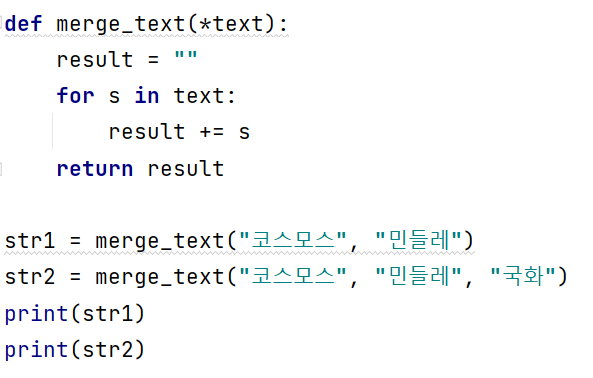 def merge_text(*text):
    result = ""
    for s in text:
        result += s
    return result

str1 = merge_text("코스모스", "민들레")
str2 = merge_text("코스모스", "민들레", "국화")
print(str1)
print(str2)